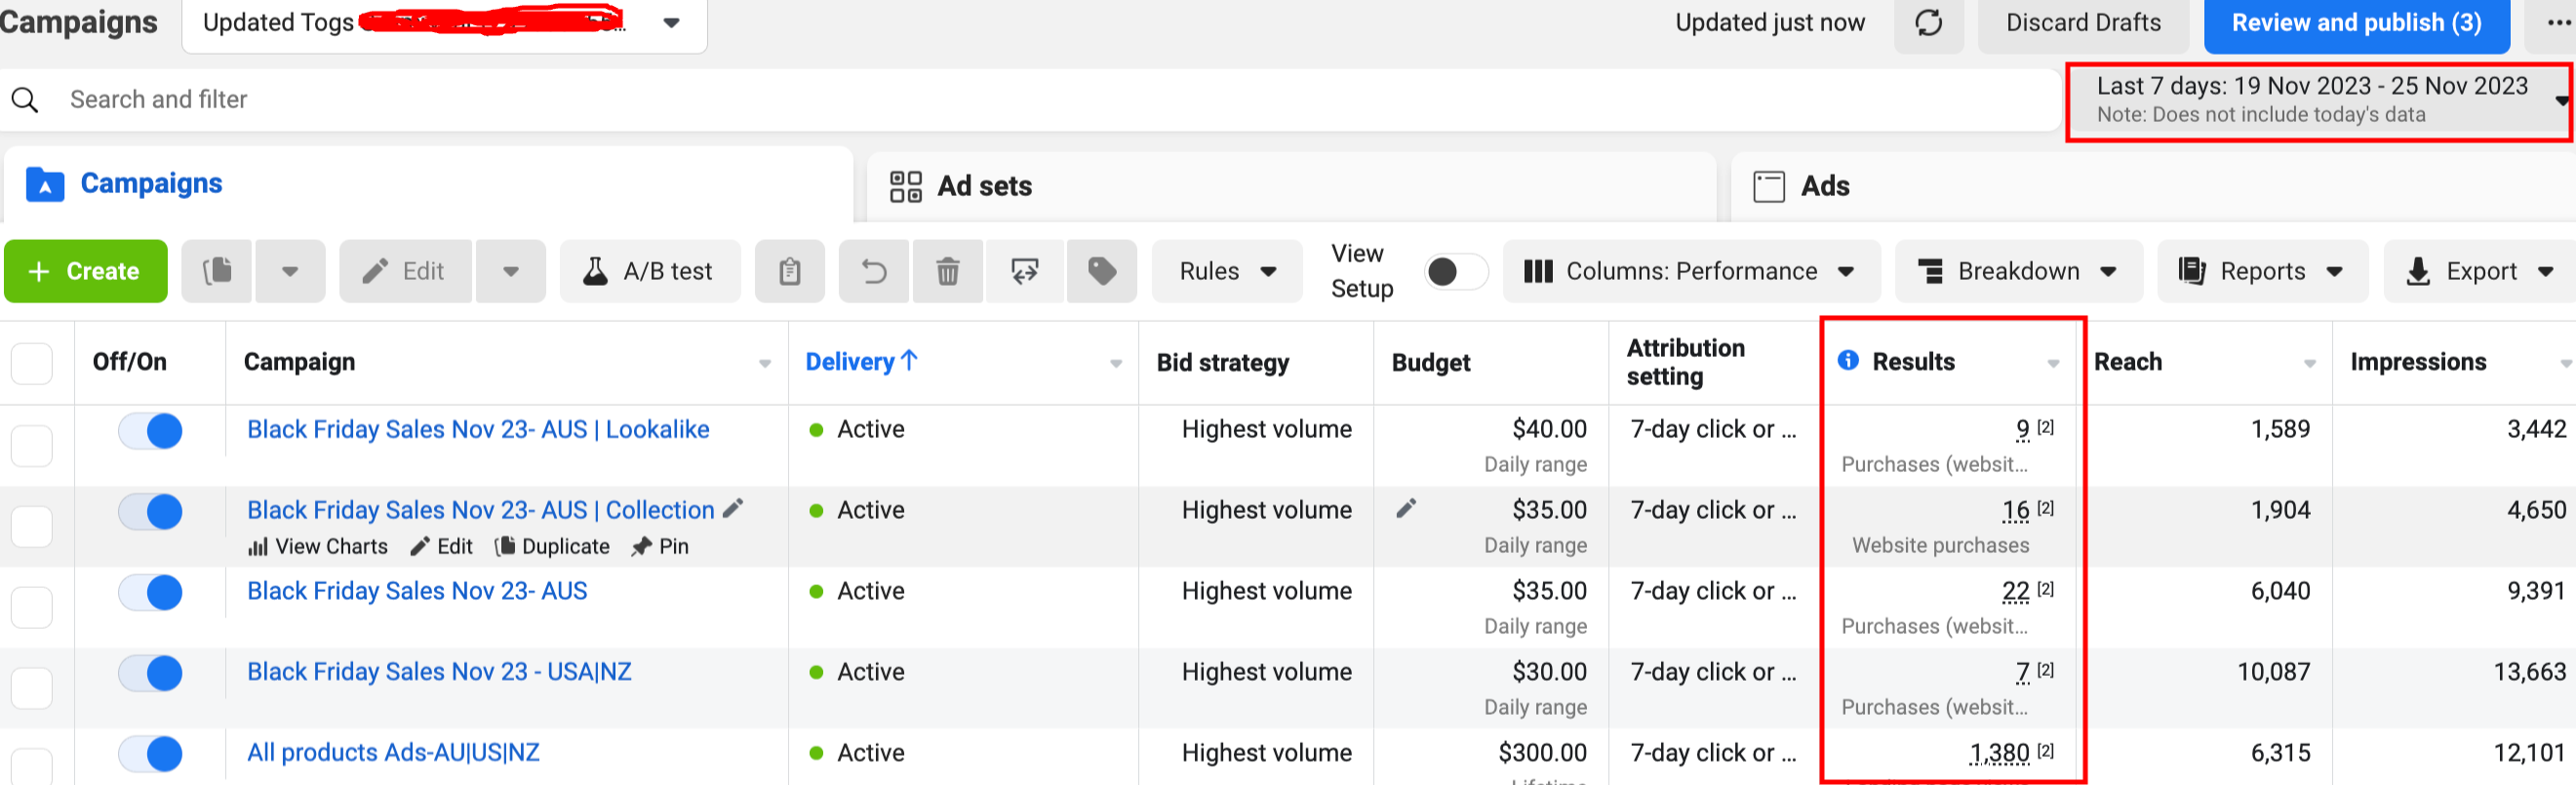 Campaigns
Updated Togs
Updated just now
Discard Drafts
Review and publish (3)
Search and filter
Last 7 days: 19 Nov 2023 - 25 Nov 2023
Note: Does not include today's data
Campaigns
Ad sets
Ads
+ Create
Edit
A/B test
Rules
View
Setup
Columns: Performance
Breakdown
Reports
Export
Off/On
Campaign
Delivery ↑
Bid strategy
Budget
Attribution
setting
Results
Reach
Impressions
Black Friday Sales Nov 23- AUS | Lookalike
Active
Highest volume
$40.00
Daily range
7-day click or ...
9 [2]
Purchases (websit...
1,589
3,442
Black Friday Sales Nov 23- AUS | Collection
View Charts
Edit
Duplicate
Pin
Active
Highest volume
$35.00
Daily range
7-day click or ...
16 [2]
Website purchases
1,904
4,650
Black Friday Sales Nov 23- AUS
Active
Highest volume
$35.00
Daily range
7-day click or ...
22 [2]
Purchases (websit...
6,040
9,391
Black Friday Sales Nov 23 - USA|NZ
Active
Highest volume
$30.00
Daily range
7-day click or ...
7 [2]
Purchases (websit...
10,087
13,663
All products Ads-AU|US|NZ
Active
Highest volume
$300.00
7-day click or ...
1,380 [2]
6,315
12,101